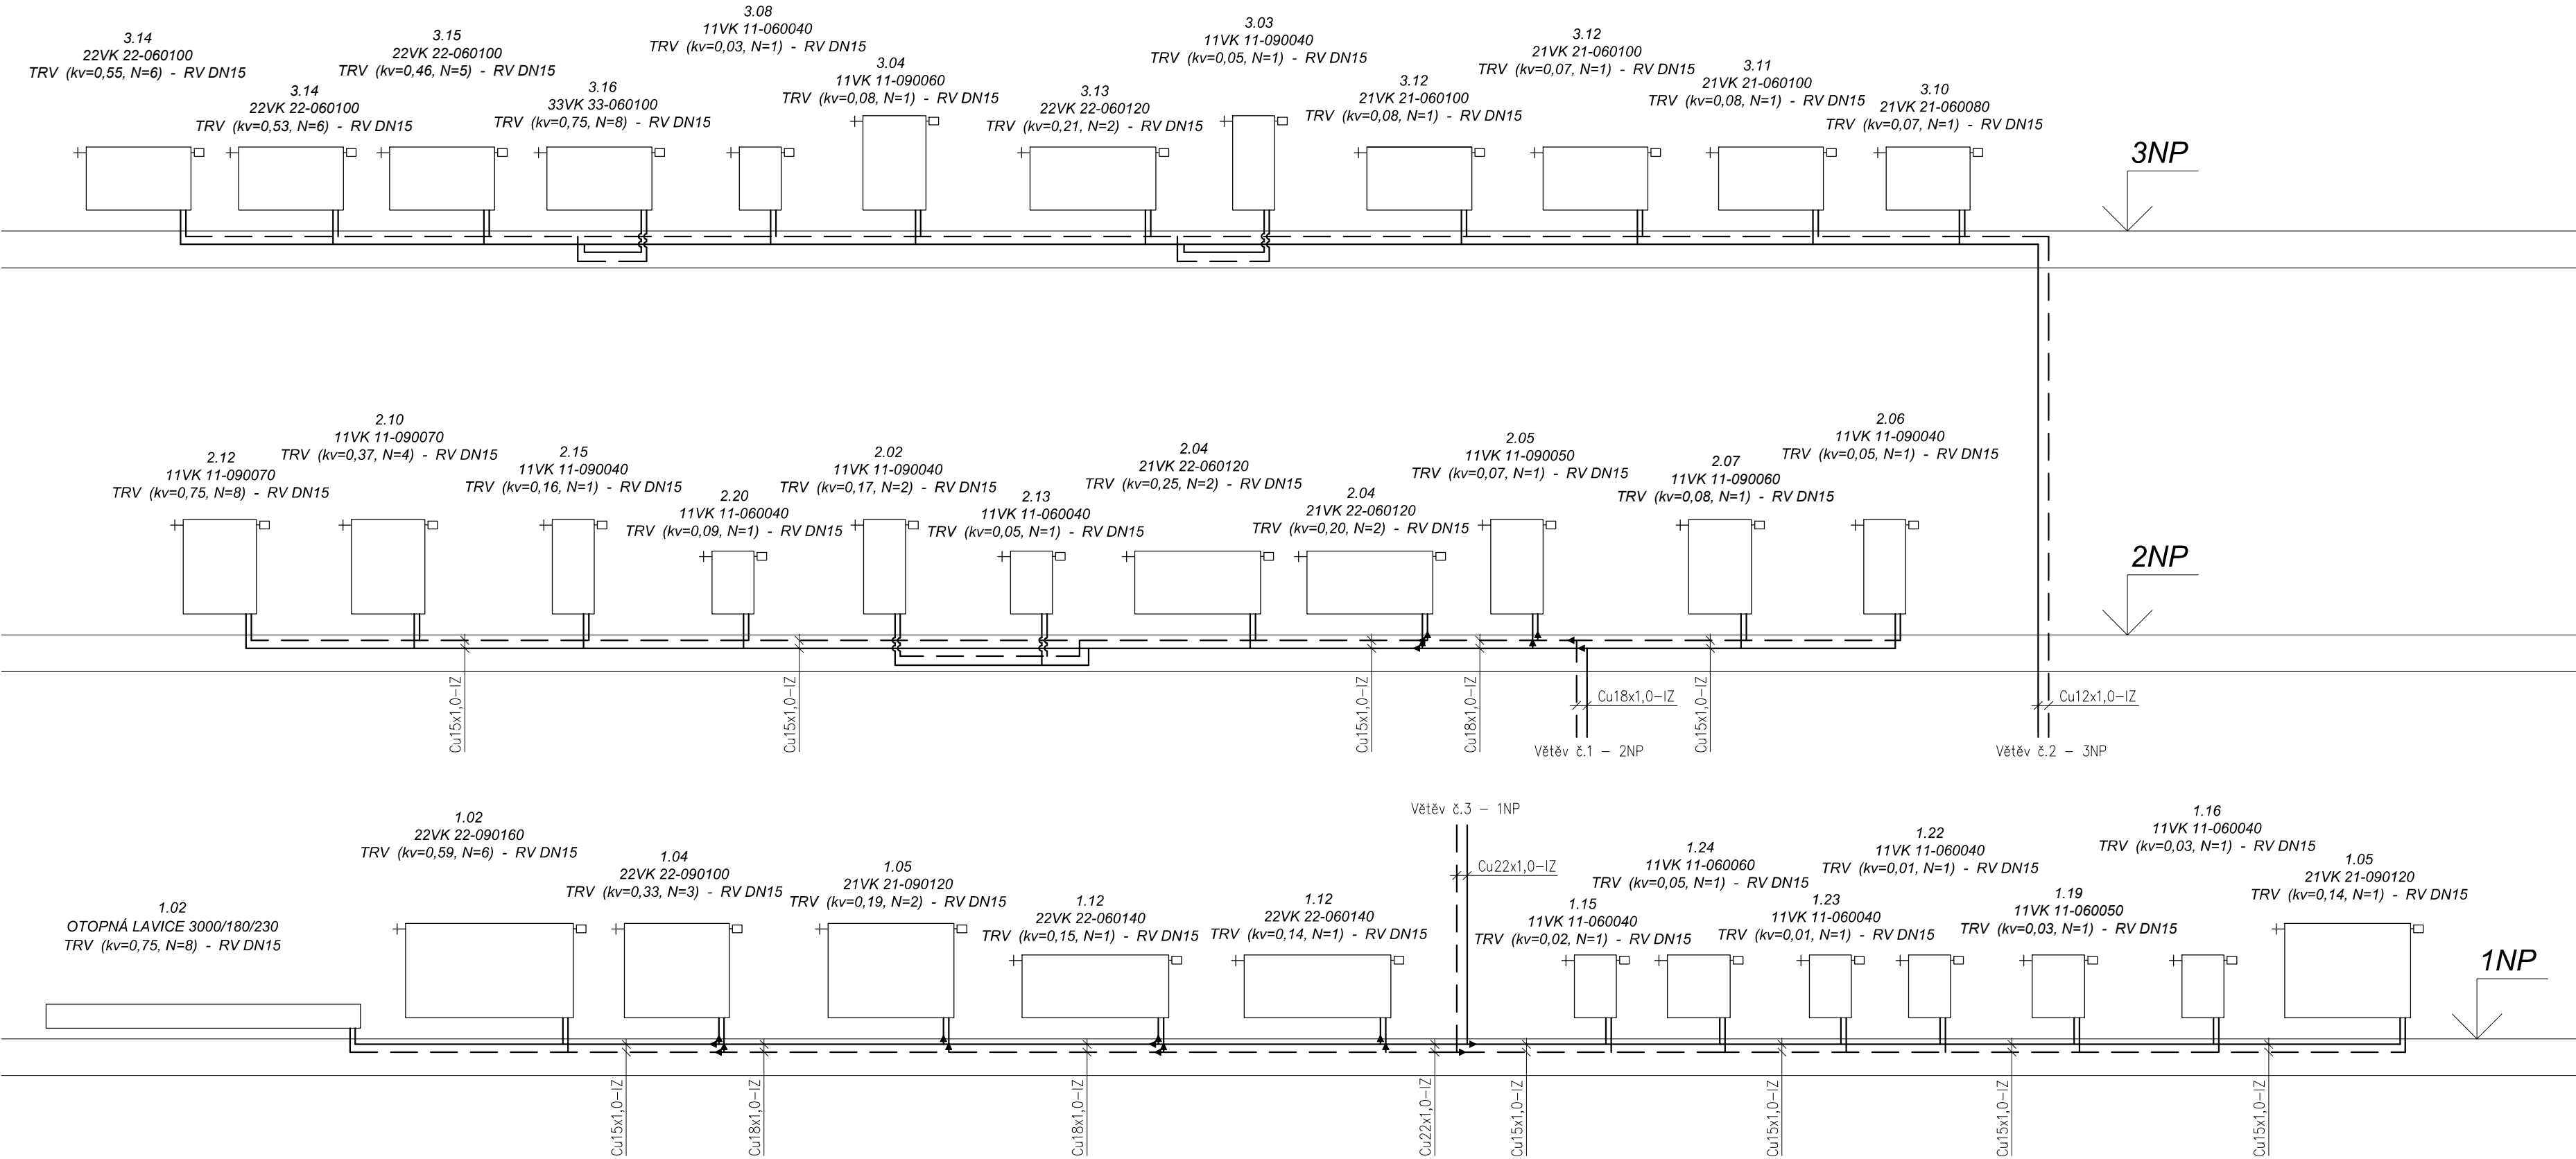 3.14
22VK 22-060100
TRV (kv=0,55, N=6) - RV DN15
3.14
22VK 22-060100
TRV (kv=0,53, N=6) - RV DN15
3.15
22VK 22-060100
TRV (kv=0,46, N=5) - RV DN15
3.16
33VK 33-060100
TRV (kv=0,75, N=8) - RV DN15
3.08
11VK 11-060040
TRV (kv=0,03, N=1) - RV DN15
3.04
11VK 11-090060
TRV (kv=0,08, N=1) - RV DN15
3.13
22VK 22-060120
TRV (kv=0,21, N=2) - RV DN15
3.03
11VK 11-090040
TRV (kv=0,05, N=1) - RV DN15
3.12
21VK 21-060100
TRV (kv=0,08, N=1) - RV DN15
3.12
21VK 21-060100
TRV (kv=0,07, N=1) - RV DN15
3.11
21VK 21-060100
TRV (kv=0,08, N=1) - RV DN15
3.10
21VK 21-060080
TRV (kv=0,07, N=1) - RV DN15
3NP
2.12
11VK 11-090070
TRV (kv=0,75, N=8) - RV DN15
2.10
11VK 11-090070
TRV (kv=0,37, N=4) - RV DN15
2.15
11VK 11-090040
TRV (kv=0,16, N=1) - RV DN15
2.20
11VK 11-060040
TRV (kv=0,09, N=1) - RV DN15
2.02
11VK 11-090040
TRV (kv=0,17, N=2) - RV DN15
2.13
11VK 11-060040
TRV (kv=0,05, N=1) - RV DN15
2.04
21VK 22-060120
TRV (kv=0,25, N=2) - RV DN15
2.04
21VK 22-060120
TRV (kv=0,20, N=2) - RV DN15
2.05
11VK 11-090050
TRV (kv=0,07, N=1) - RV DN15
2.07
11VK 11-090060
TRV (kv=0,08, N=1) - RV DN15
2.06
11VK 11-090040
TRV (kv=0,05, N=1) - RV DN15
2NP
Cu15x1,0-IZ
Cu15x1,0-IZ
Cu15x1,0-IZ
Cu18x1,0-IZ
Cu18x1,0-IZ
Cu15x1,0-IZ
Cu12x1,0-IZ
Větěv č.1 - 2NP
Větěv č.2 - 3NP
Větěv č.3 - 1NP
Cu22x1,0-IZ
1.02
OTOPNÁ LAVICE 3000/180/230
TRV (kv=0,75, N=8) - RV DN15
1.02
22VK 22-090160
TRV (kv=0,59, N=6) - RV DN15
1.04
22VK 22-090100
TRV (kv=0,33, N=3) - RV DN15
1.05
21VK 21-090120
TRV (kv=0,19, N=2) - RV DN15
1.12
22VK 22-060140
TRV (kv=0,15, N=1) - RV DN15
1.12
22VK 22-060140
TRV (kv=0,14, N=1) - RV DN15
1.15
11VK 11-060040
TRV (kv=0,02, N=1) - RV DN15
1.24
11VK 11-060060
TRV (kv=0,05, N=1) - RV DN15
1.23
11VK 11-060040
TRV (kv=0,01, N=1) - RV DN15
1.22
11VK 11-060040
TRV (kv=0,01, N=1) - RV DN15
1.19
11VK 11-060050
TRV (kv=0,03, N=1) - RV DN15
1.16
11VK 11-060040
TRV (kv=0,03, N=1) - RV DN15
1.05
21VK 21-090120
TRV (kv=0,14, N=1) - RV DN15
1NP
Cu15x1,0-IZ
Cu18x1,0-IZ
Cu18x1,0-IZ
Cu22x1,0-IZ
Cu15x1,0-IZ
Cu15x1,0-IZ
Cu15x1,0-IZ
Cu15x1,0-IZ